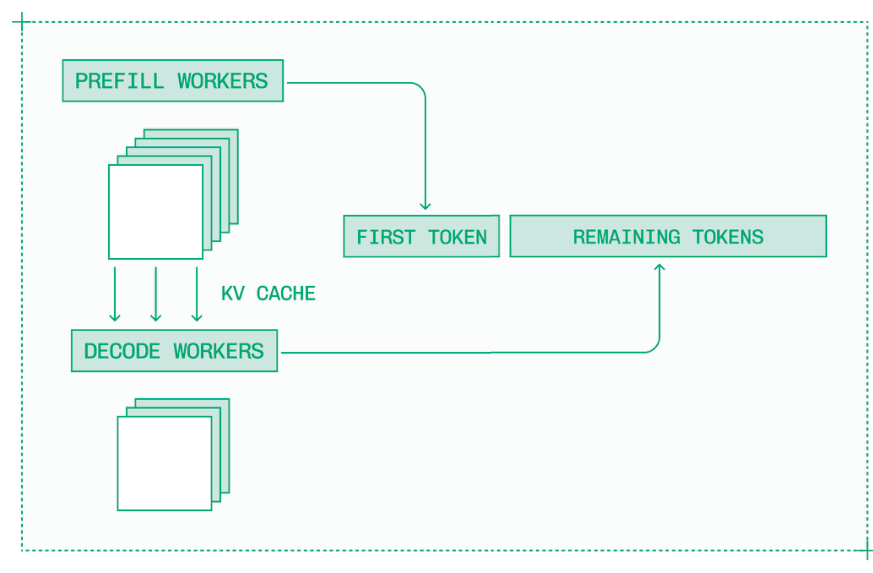 PREFILL WORKERS
FIRST TOKEN
REMAINING TOKENS
KV CACHE
DECODE WORKERS